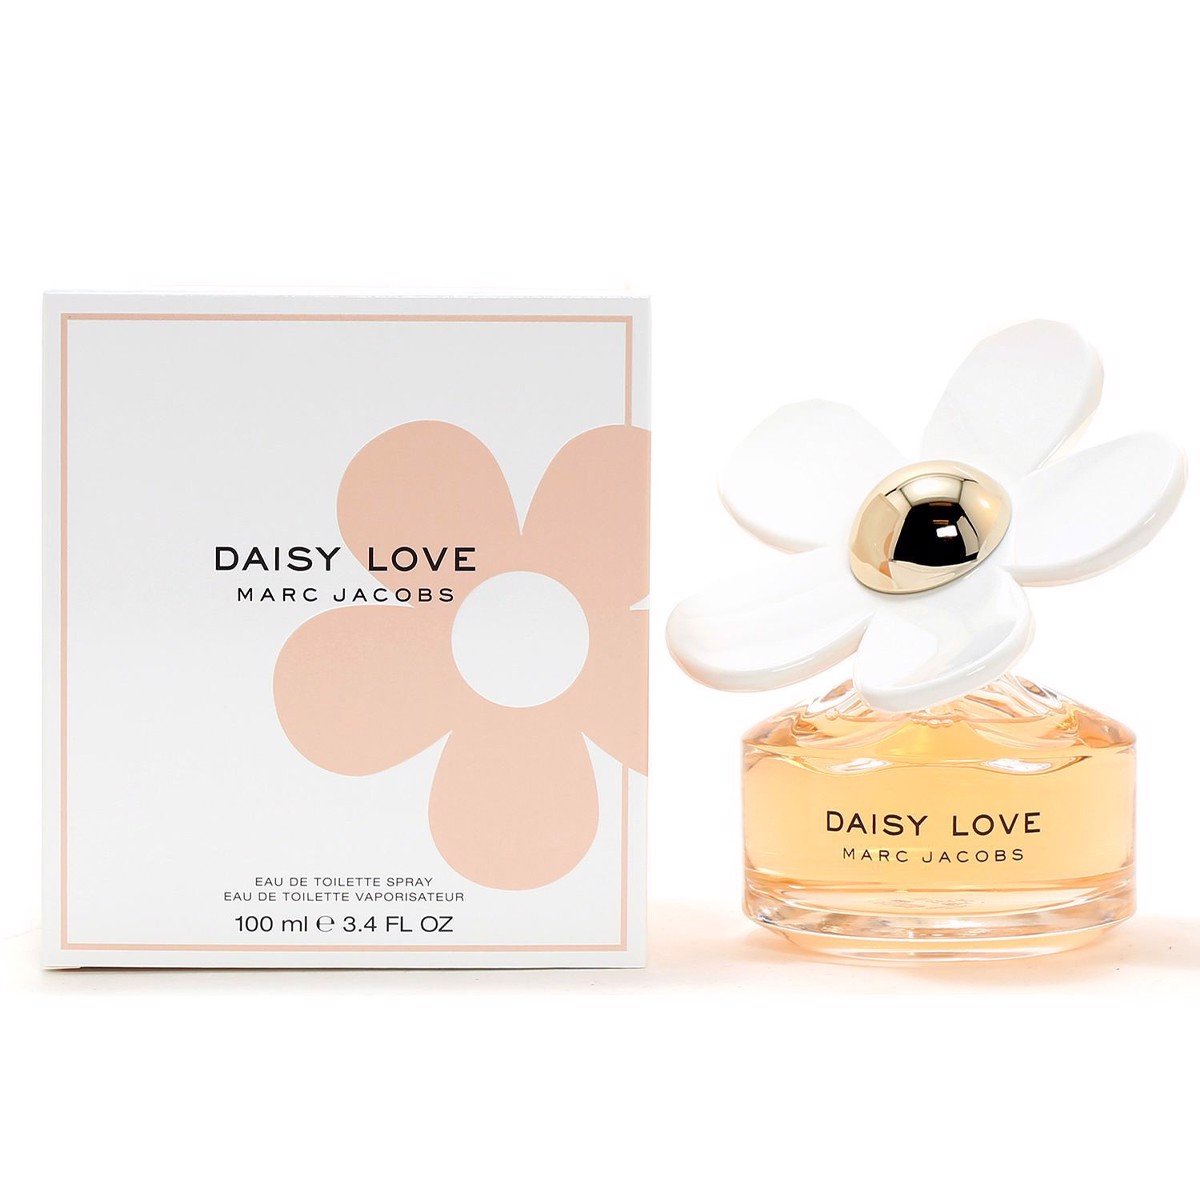 DAISY LOVE
MARC JACOBS
EAU DE TOILETTE SPRAY
EAU DE TOILETTE VAPORISATEUR
100 ml ℮ 3.4 FL OZ
DAISY LOVE
MARC JACOBS